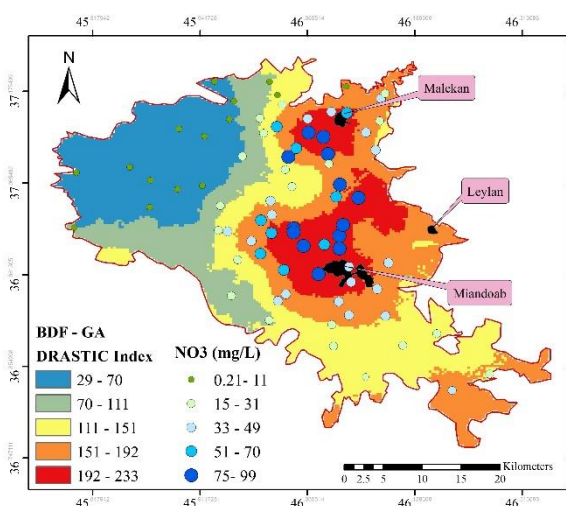 45 45 46 46 46
N
37
37
36
36
36
Malekan
Leylan
Miandoab
BDF - GA
DRASTIC Index
29 - 70
70 - 111
111 - 151
151 - 192
192 - 233
NO3 (mg/L)
0.21 - 11
15 - 31
33 - 49
51 - 70
75- 99
Kilometers
0 2.5 5 10 15 20
45 45 46 46 46